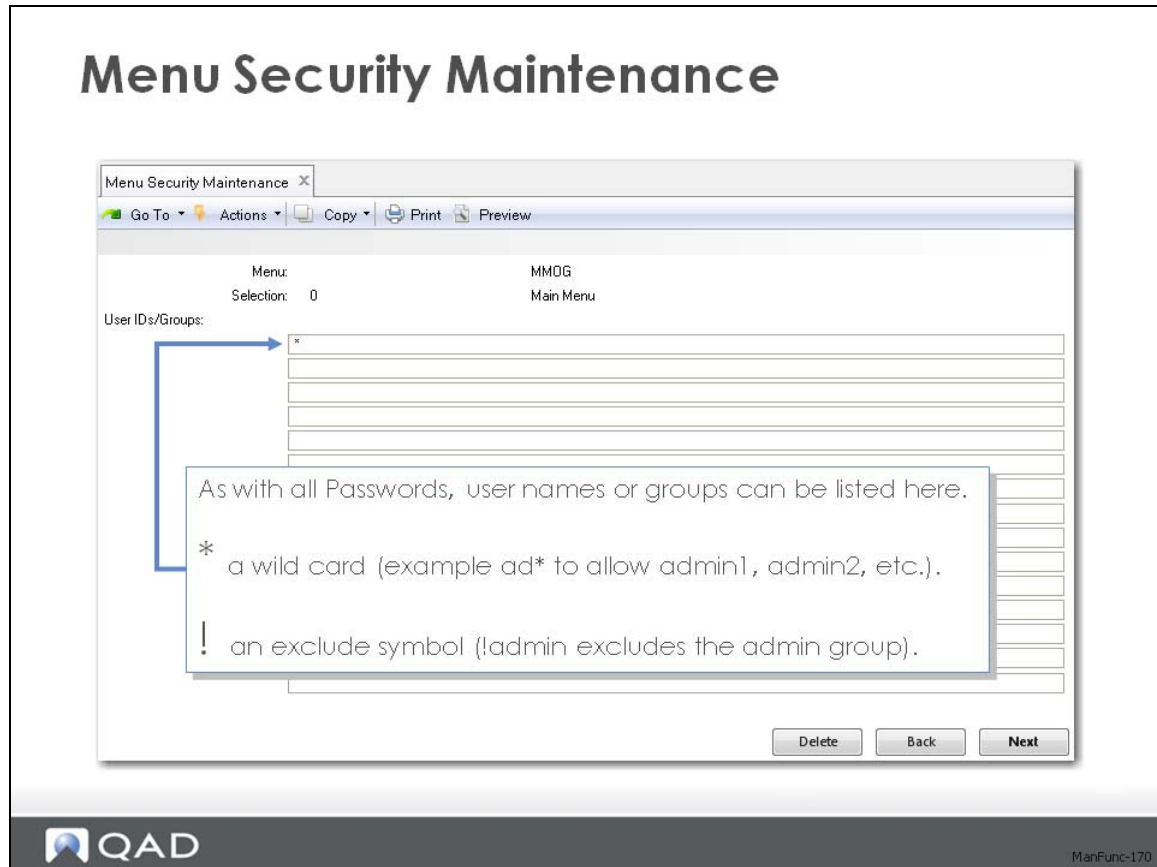 Menu Security Maintenance
Menu Security Maintenance X
Go To Actions Copy Print Preview
Menu: MMOG
Selection: 0 Main Menu
User IDs/Groups:
*
As with all Passwords, user names or groups can be listed here.
* a wild card (example ad* to allow admin1, admin2, etc.).
! an exclude symbol (!admin excludes the admin group).
Delete Back Next
QAD
ManFunc-170